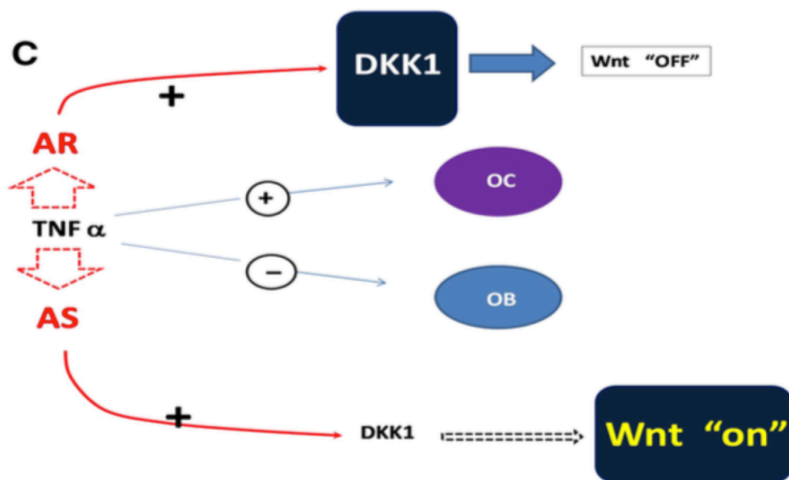 C
DKK1
Wnt “OFF”
+
AR
OC
+
TNF α
−
OB
AS
+
DKK1
Wnt “on”